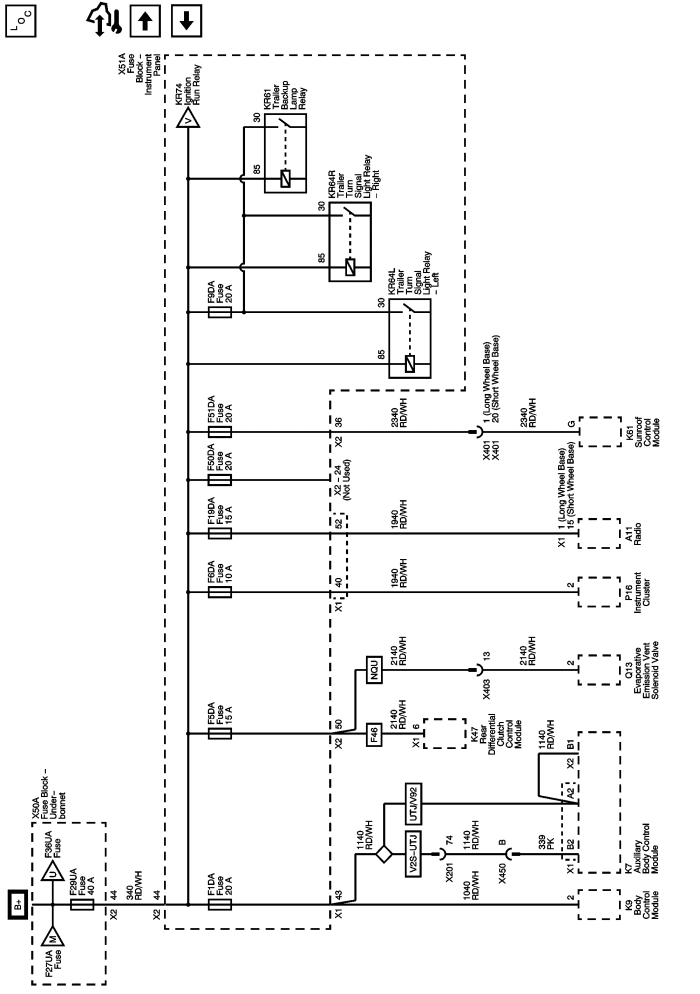 LOC
X51A
Fuse
Block –
Instrument
Panel
KR74
Ignition
Run Relay
V
KR61
Trailer
Backup
Lamp
Relay
30
85
KR64R
Trailer
Turn
Signal
Light Relay
– Right
30
85
KR64L
Trailer
Turn
Signal
Light Relay
– Left
30
85
F9DA
Fuse
20 A
F51DA
Fuse
20 A
36
X2
2340
RD/WH
1 (Long Wheel Base)
20 (Short Wheel Base)
X401
X401
2340
RD/WH
G
K61
Sunroof
Control
Module
F50DA
Fuse
20 A
X2 – 24
(Not Used)
F19DA
Fuse
15 A
52
1940
RD/WH
1 (Long Wheel Base)
15 (Short Wheel Base)
X1
A11
Radio
F6DA
Fuse
10 A
40
X1
1940
RD/WH
2
P16
Instrument
Cluster
F5DA
Fuse
15 A
50
X2
NQU
2140
RD/WH
13
X403
2140
RD/WH
2
Q13
Evaporative
Emission Vent
Solenoid Valve
F46
2140
RD/WH
6
X1
K47
Rear
Differential
Clutch
Control
Module
X50A
Fuse Block –
Under–
bonnet
B+
F36UA
Fuse
U
F27UA
Fuse
M
F29UA
Fuse
40 A
44
X2
340
RD/WH
44
X2
F1DA
Fuse
20 A
43
X1
1140
RD/WH
UTJ/V92
V2S–UTJ
74
X201
1140
RD/WH
B
X450
339
PK
1140
RD/WH
B1
X2
A2
B2
X1
K7
Auxiliary
Body Control
Module
1040
RD/WH
2
K9
Body
Control
Module